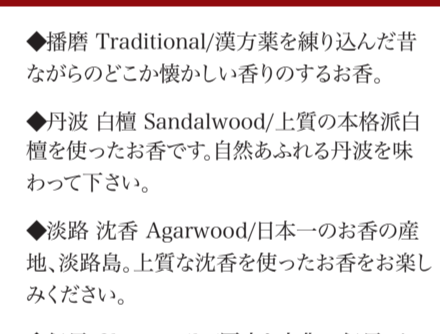 ◆播磨 Traditional/漢方薬を練り込んだ昔
ながらのどこか懐かしい香りのするお香。
◆丹波 白檀 Sandalwood/上質の本格派白
檀を使ったお香です。自然あふれる丹波を味
わって下さい。
◆淡路 沈香 Agarwood/日本一のお香の産
地、淡路島。上質な沈香を使ったお香をお楽し
みください。